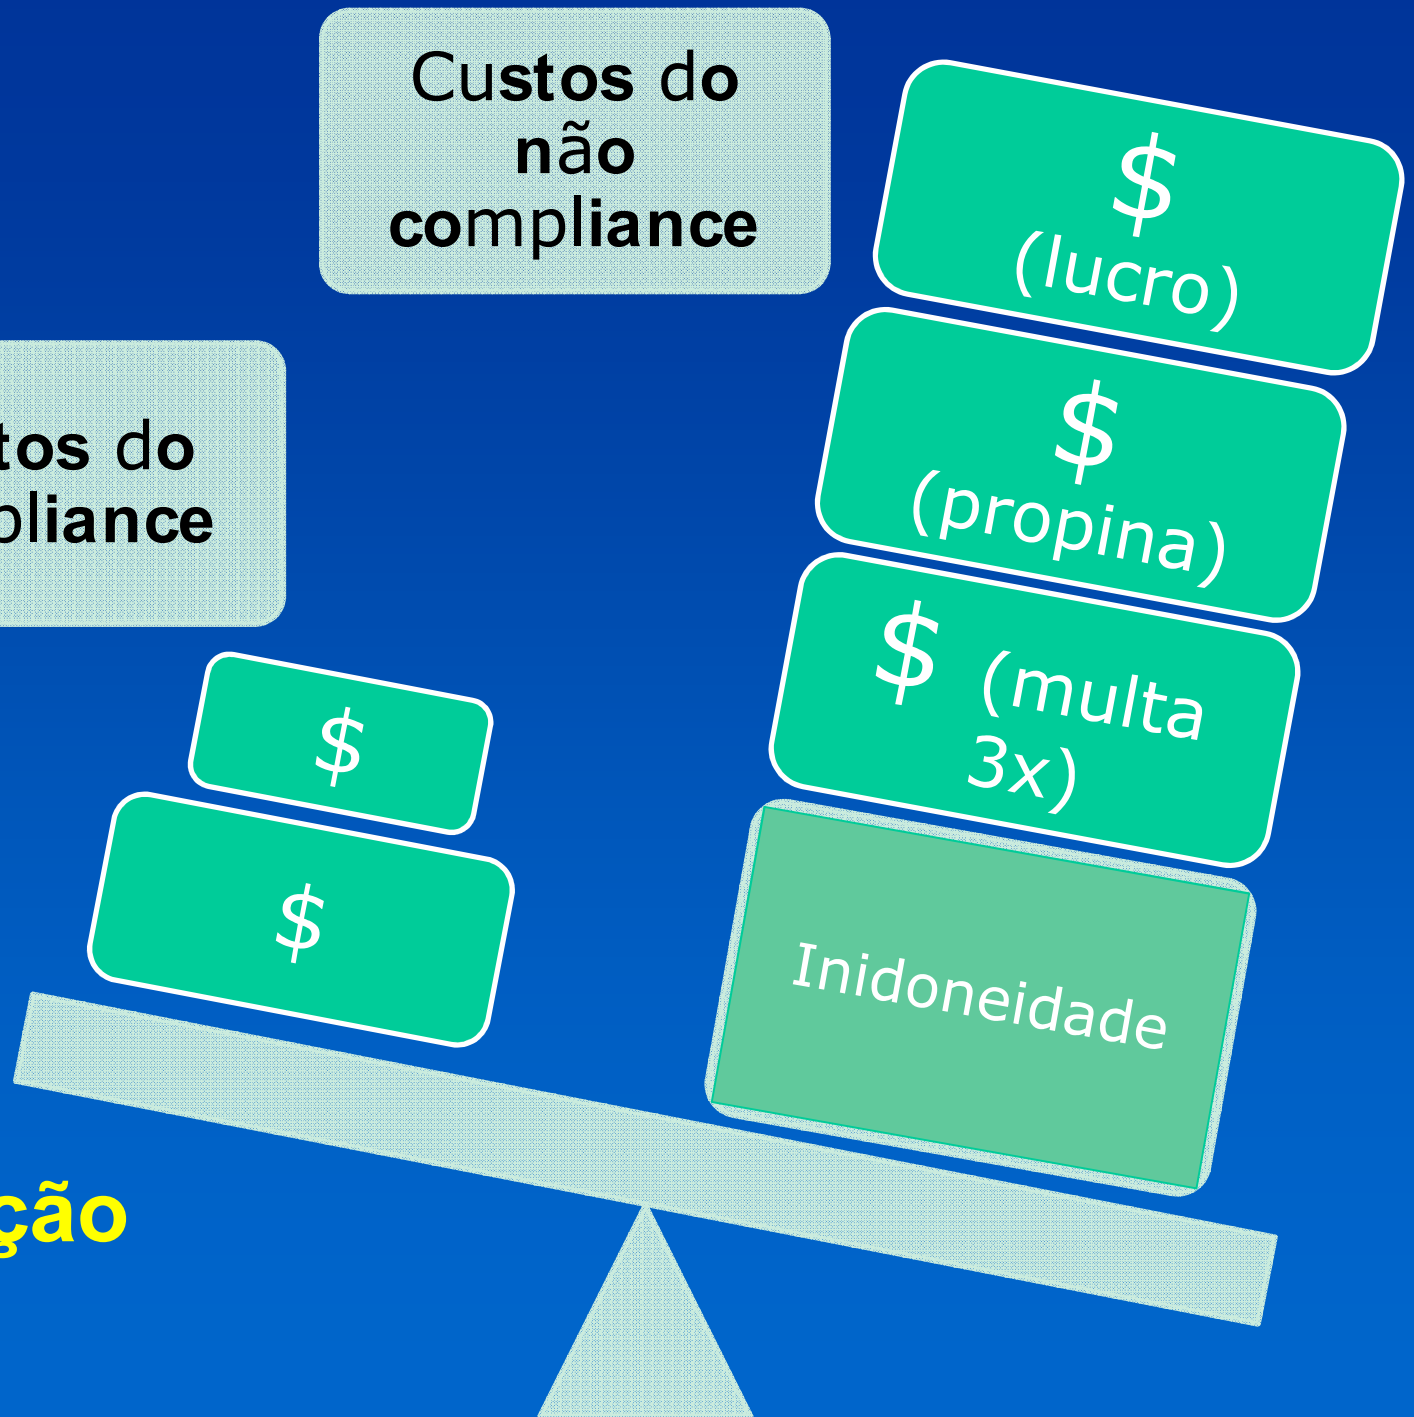 Custos do
não
compliance
tos do
pliance
$
$
$
(lucro)
$
(propina)
$ (multa
3x)
Inidoneidade
ção